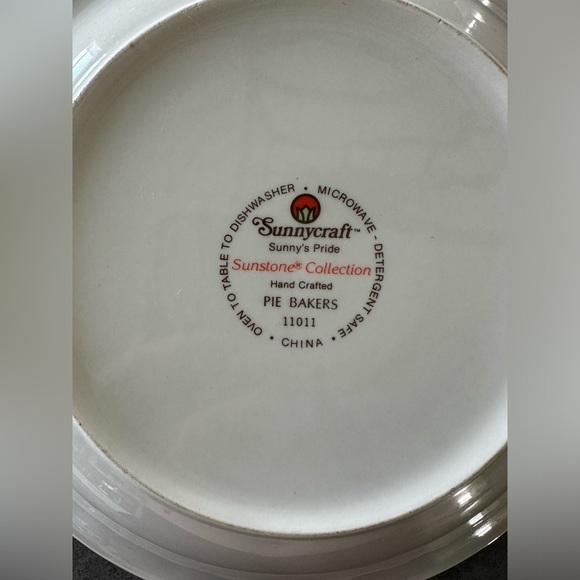 OVEN TO TABLE TO DISHWASHER • MICROWAVE - DETERGENT SAFE •
Sunnycraft™
Sunny's Pride
Sunstone® Collection
Hand Crafted
PIE BAKERS
11011
• CHINA •